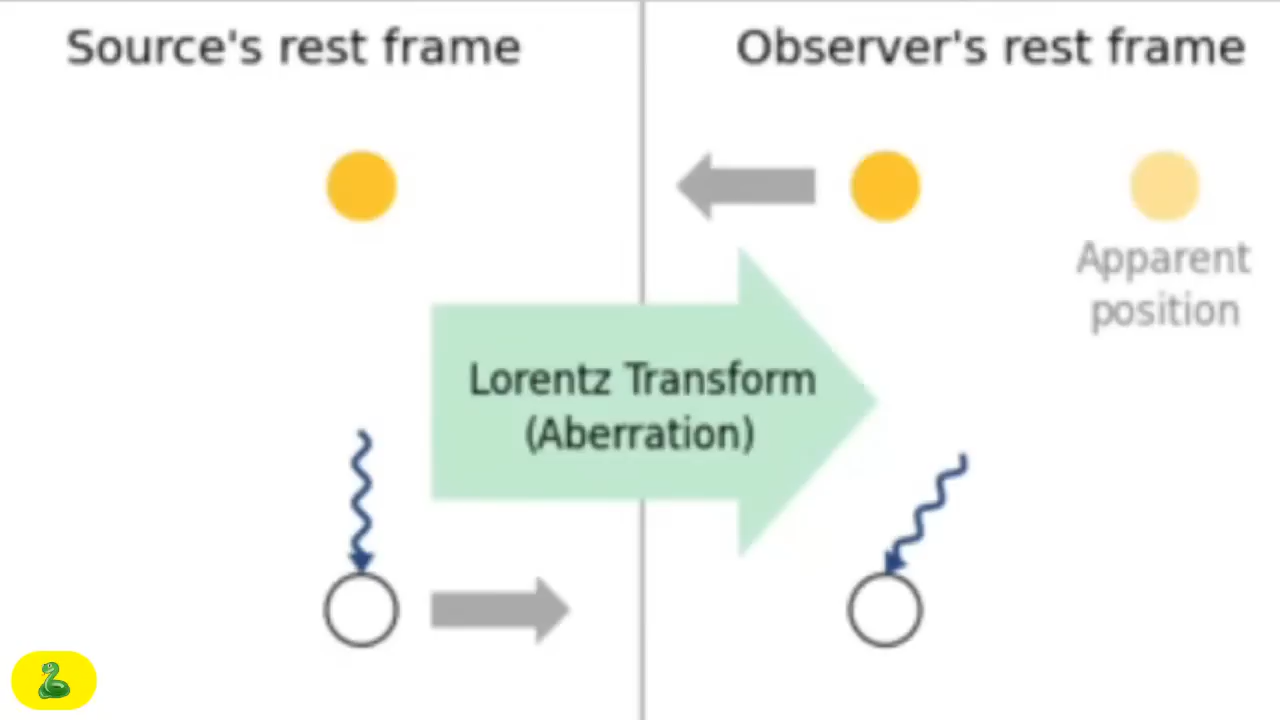 Source's rest frame
Observer's rest frame
Apparent
position
Lorentz Transform
(Aberration)